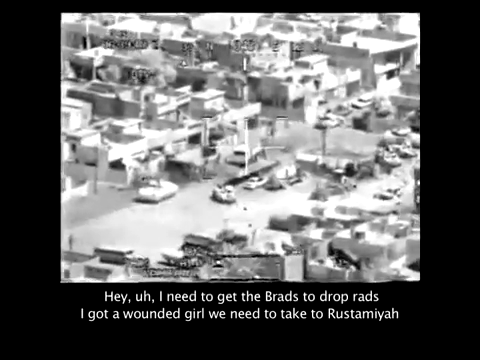 Hey, uh, I need to get the Brads to drop rads
I got a wounded girl we need to take to Rustamiyah